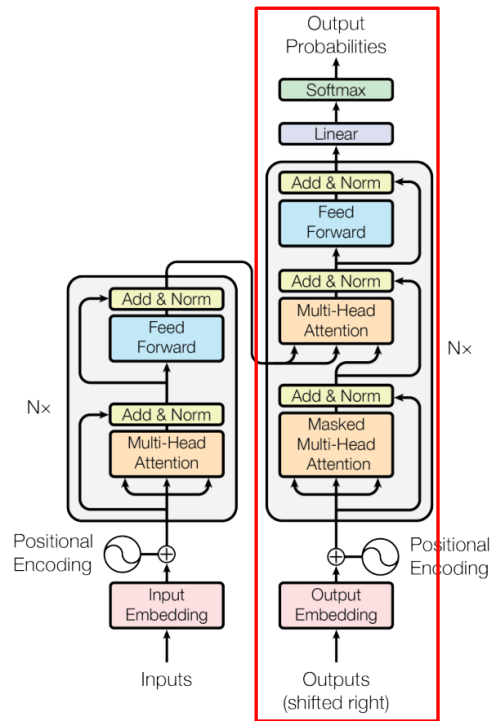 Output
Probabilities
Softmax
Linear
Add & Norm
Feed
Forward
Add & Norm
Multi-Head
Attention
Nx
Add & Norm
Masked
Multi-Head
Attention
Positional
Encoding
Output
Embedding
Outputs
(shifted right)
Add & Norm
Feed
Forward
Nx
Add & Norm
Multi-Head
Attention
Positional
Encoding
Input
Embedding
Inputs